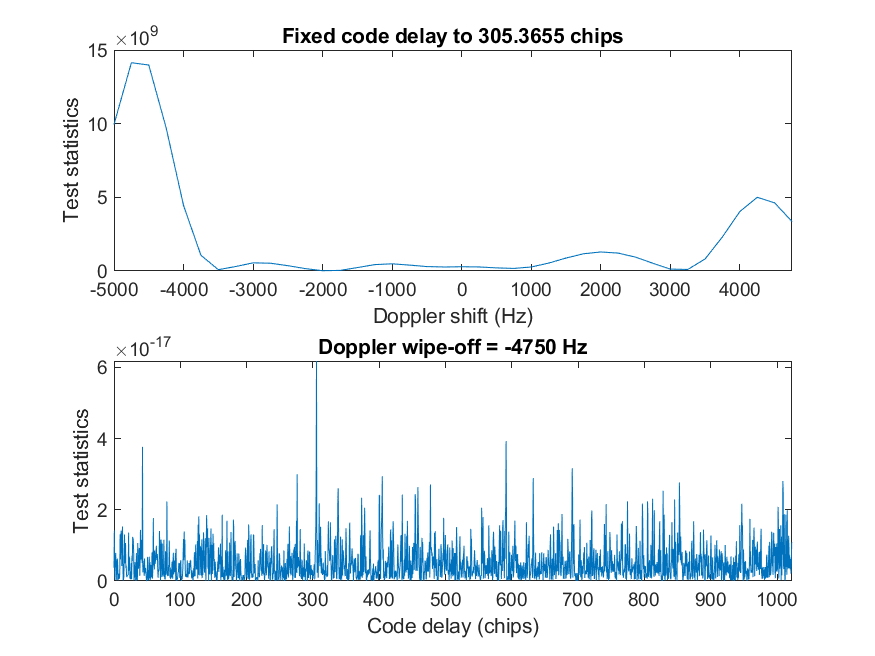 ×10⁹
Fixed code delay to 305.3655 chips
15
10
5
0
Test statistics
-5000 -4000 -3000 -2000 -1000 0 1000 2000 3000 4000
Doppler shift (Hz)
×10⁻¹⁷
Doppler wipe-off = -4750 Hz
6
4
2
0
Test statistics
0 100 200 300 400 500 600 700 800 900 1000
Code delay (chips)